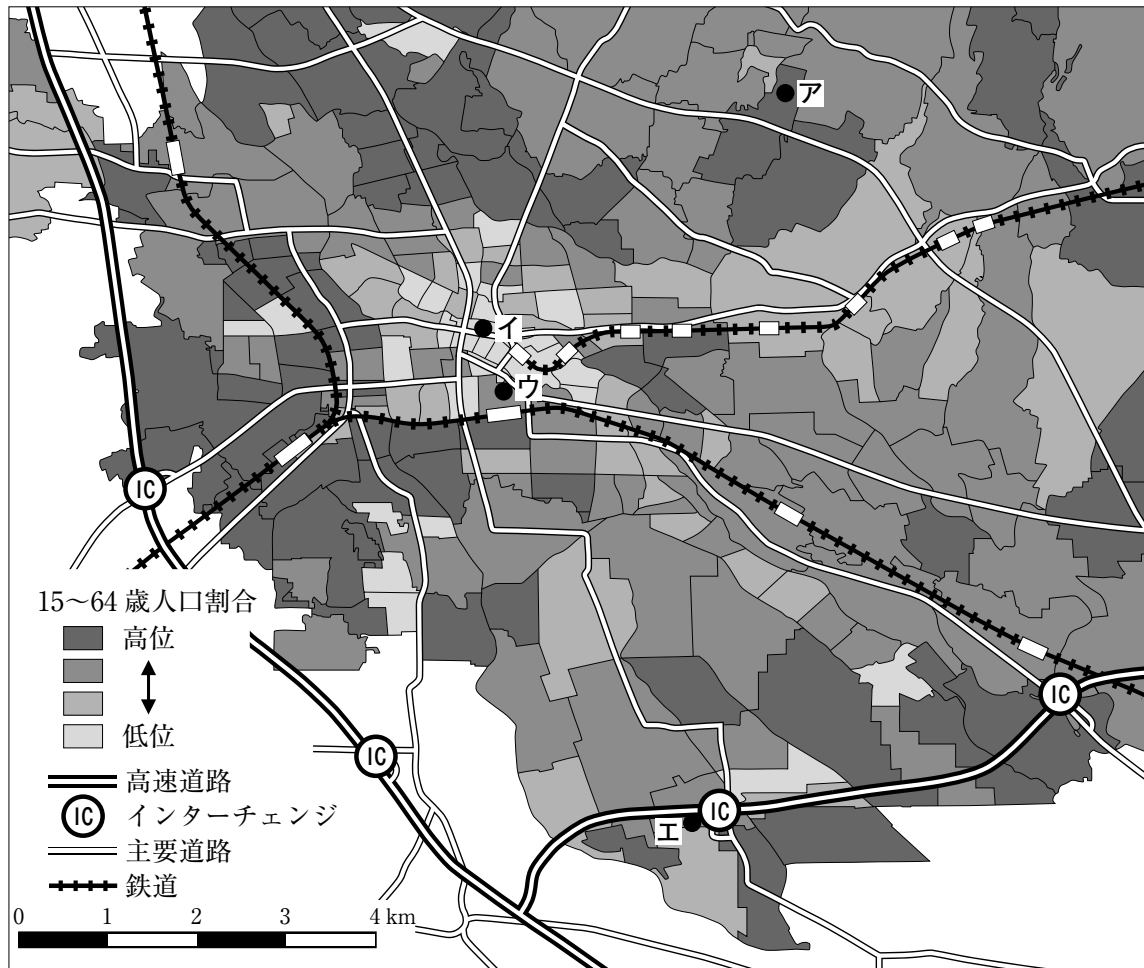 ア
イ
ウ
IC
15〜64 歳人口割合
高位
低位
IC
IC
高速道路
IC
インターチェンジ
エ
IC
主要道路
鉄道
0 1 2 3 4 km